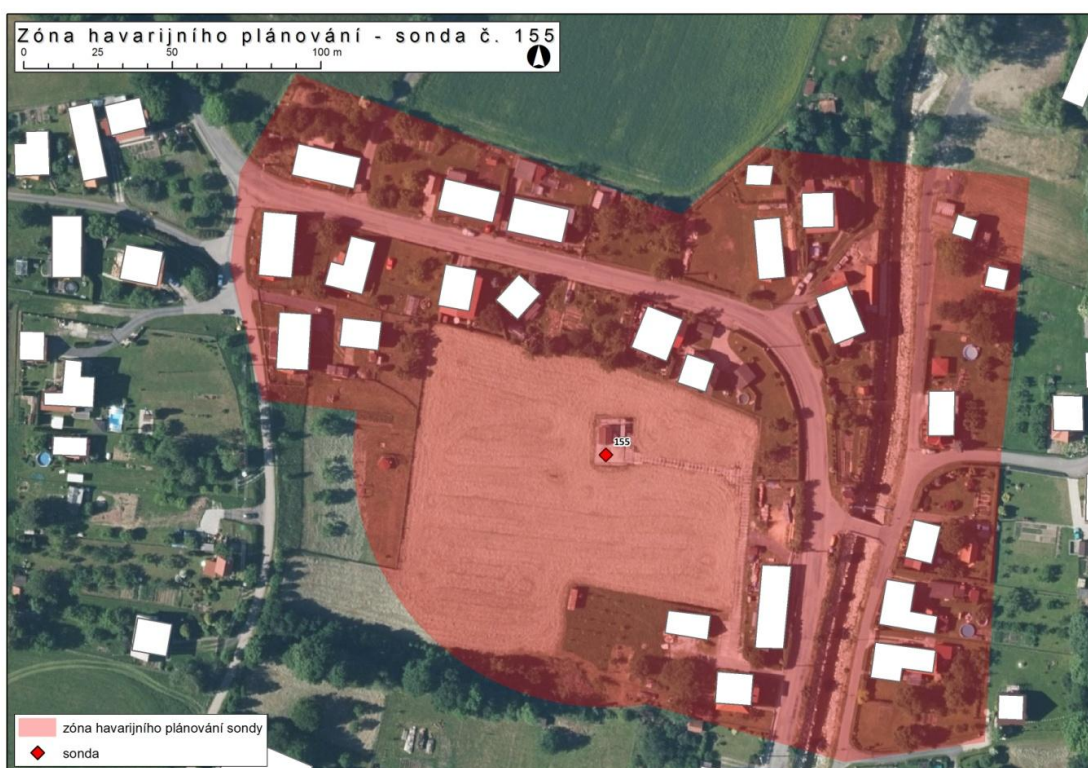 Zóna havarijního plánování - sonda č. 155
0 25 50 100 m
155
zóna havarijního plánování sondy
sonda